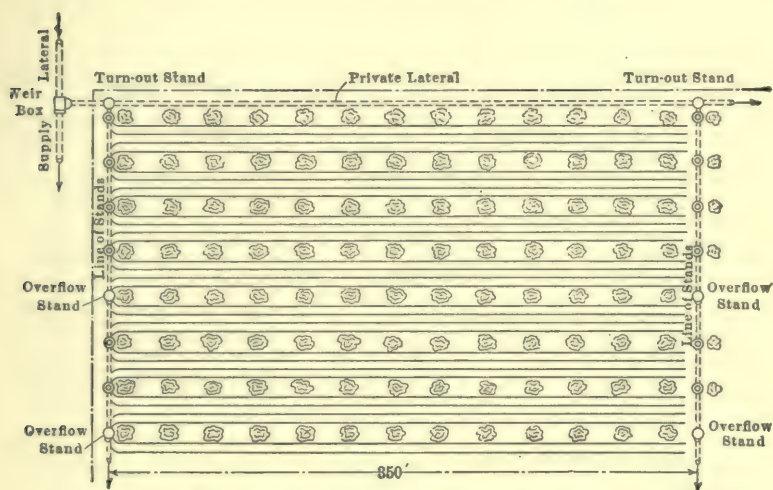 Supply Lateral
Turn-out Stand
Private Lateral
Turn-out Stand
Weir
Box
Line of Stands
Line of Stands
Overflow
Stand
Overflow
Stand
Overflow
Stand
Overflow
Stand
350'